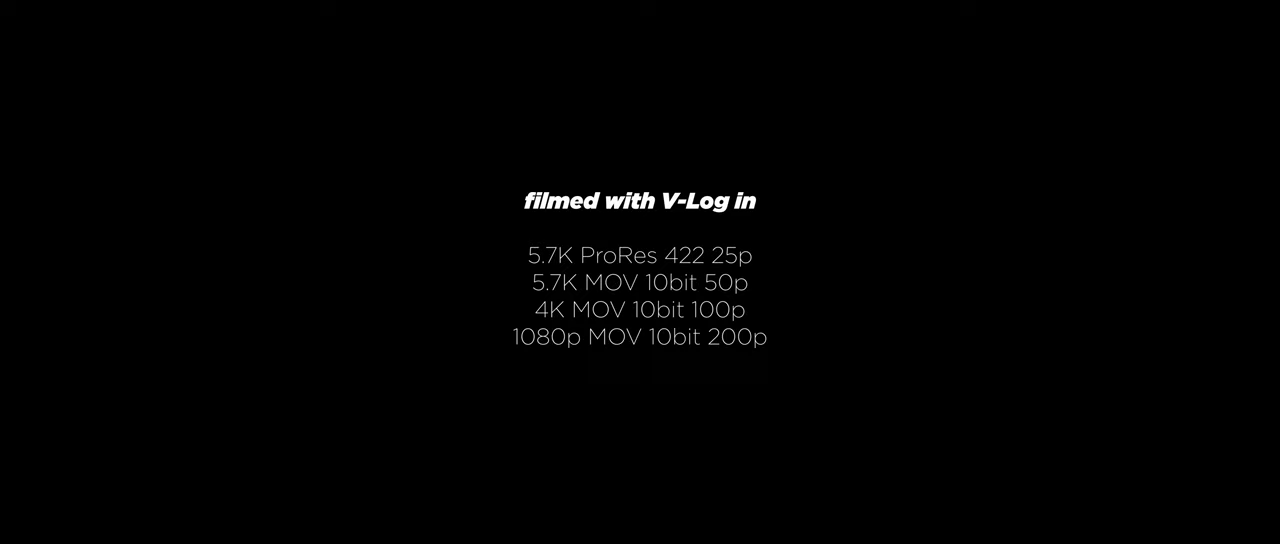 filmed with V-Log in
5.7K ProRes 422 25p
5.7K MOV 10bit 50p
4K MOV 10bit 100p
1080p MOV 10bit 200p